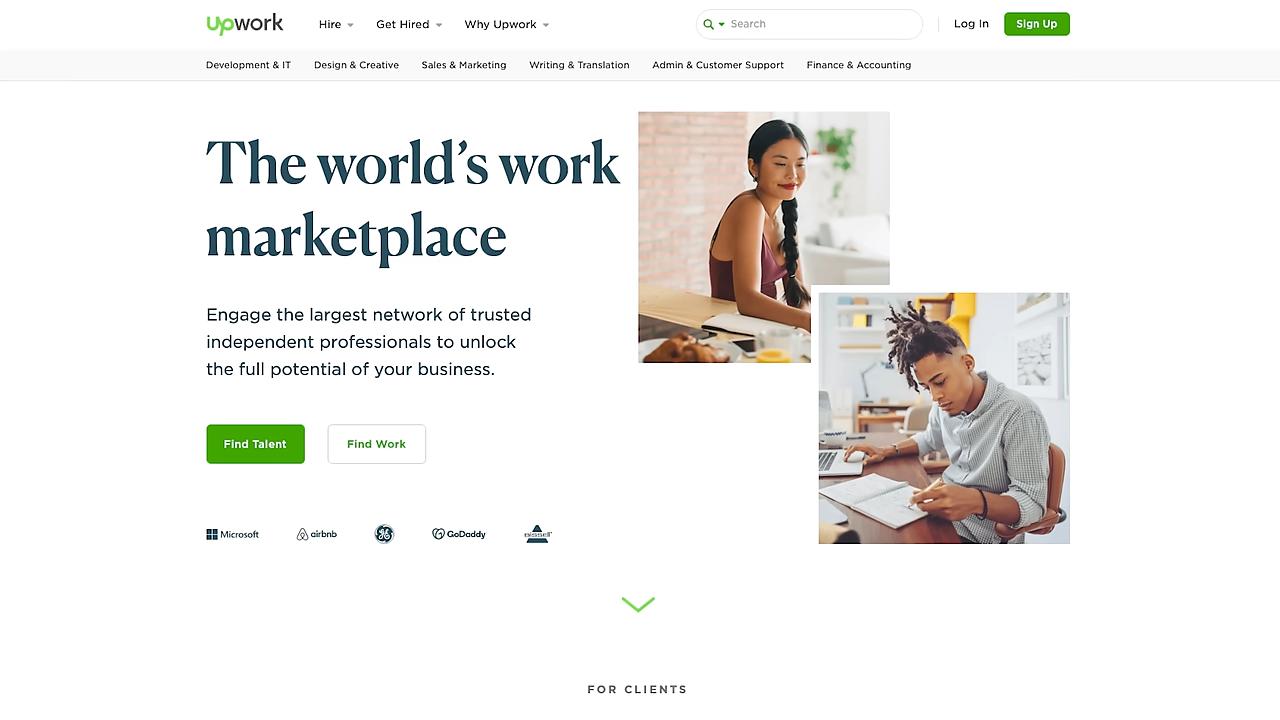 upwork
Hire
Get Hired
Why Upwork
Search
Log In
Sign Up
Development & IT
Design & Creative
Sales & Marketing
Writing & Translation
Admin & Customer Support
Finance & Accounting
The world's work
marketplace
Engage the largest network of trusted
independent professionals to unlock
the full potential of your business.
Find Talent
Find Work
Microsoft
airbnb
GE
GoDaddy
BISSELL
FOR CLIENTS